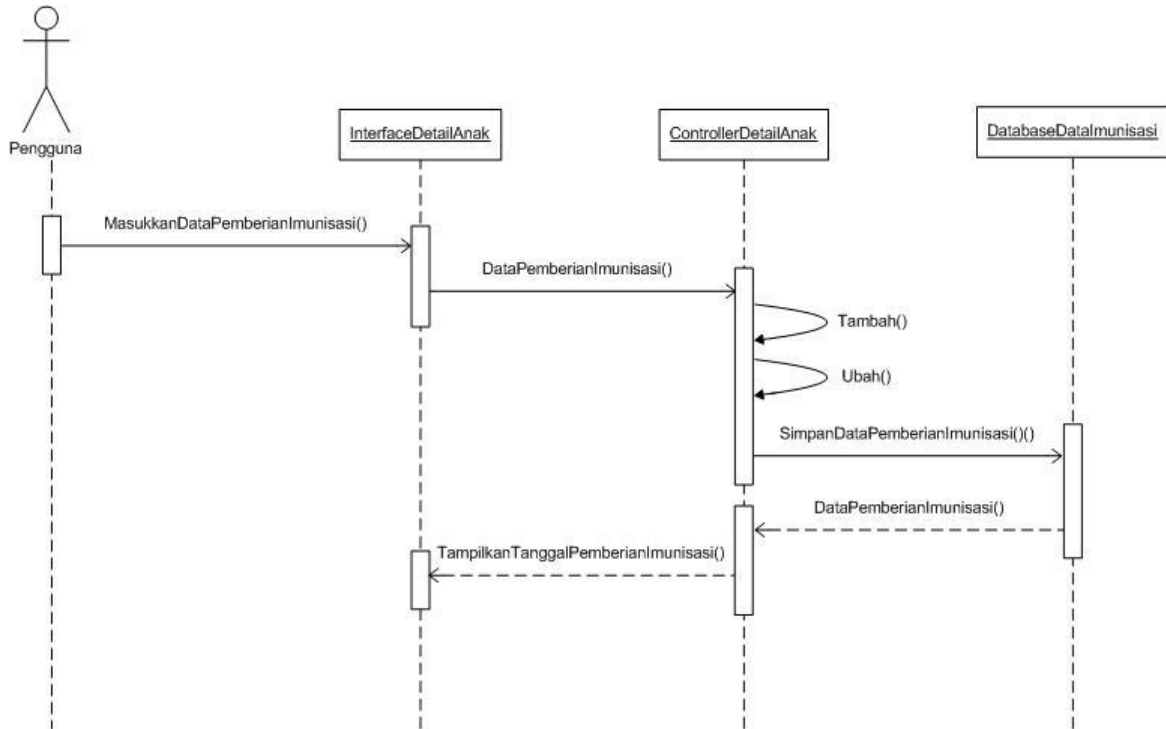 Pengguna
InterfaceDetailAnak
ControllerDetailAnak
DatabaseDataImunisasi
MasukkanDataPemberianImunisasi()
DataPemberianImunisasi()
Tambah()
Ubah()
SimpanDataPemberianImunisasi()()
DataPemberianImunisasi()
TampilkanTanggalPemberianImunisasi()